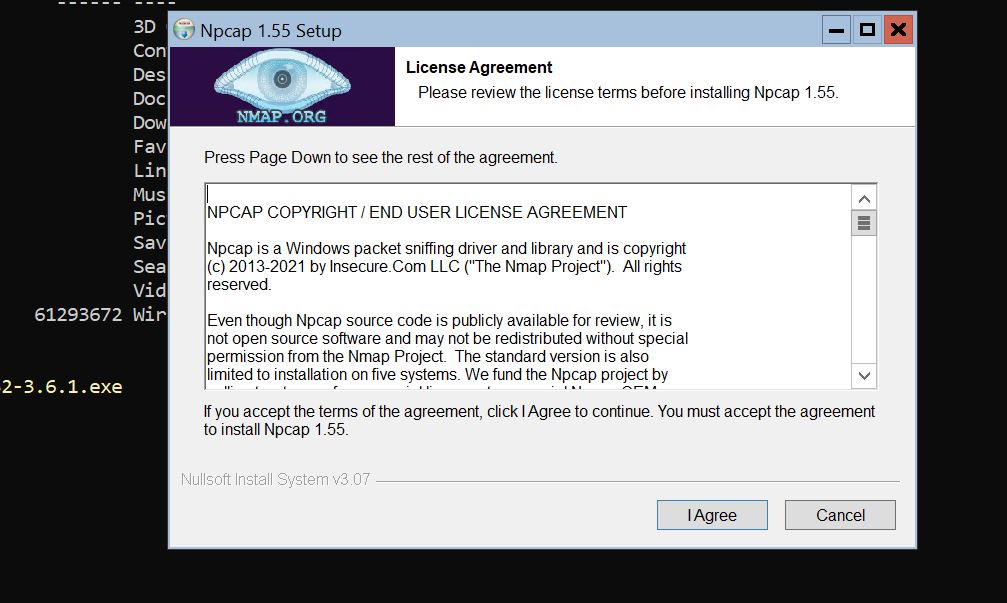 ------ ----
3D
Npcap 1.55 Setup
Con
Des
Doc
Dow
Fav
Lin
Mus
Pic
Sav
Sea
Vid
61293672 Wir
2-3.6.1.exe
NMAP.ORG
License Agreement
Please review the license terms before installing Npcap 1.55.
Press Page Down to see the rest of the agreement.
NPCAP COPYRIGHT / END USER LICENSE AGREEMENT
Npcap is a Windows packet sniffing driver and library and is copyright
(c) 2013-2021 by Insecure.Com LLC ("The Nmap Project").  All rights
reserved.
Even though Npcap source code is publicly available for review, it is
not open source software and may not be redistributed without special
permission from the Nmap Project.  The standard version is also
limited to installation on five systems. We fund the Npcap project by
If you accept the terms of the agreement, click I Agree to continue. You must accept the agreement
to install Npcap 1.55.
Nullsoft Install System v3.07
I Agree
Cancel